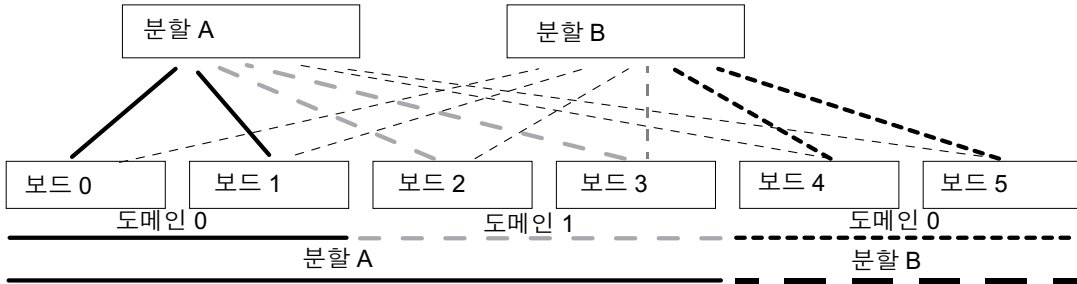 분할 A
분할 B
보드 0
보드 1
보드 2
보드 3
보드 4
보드 5
도메인 0
도메인 1
도메인 0
분할 A
분할 B